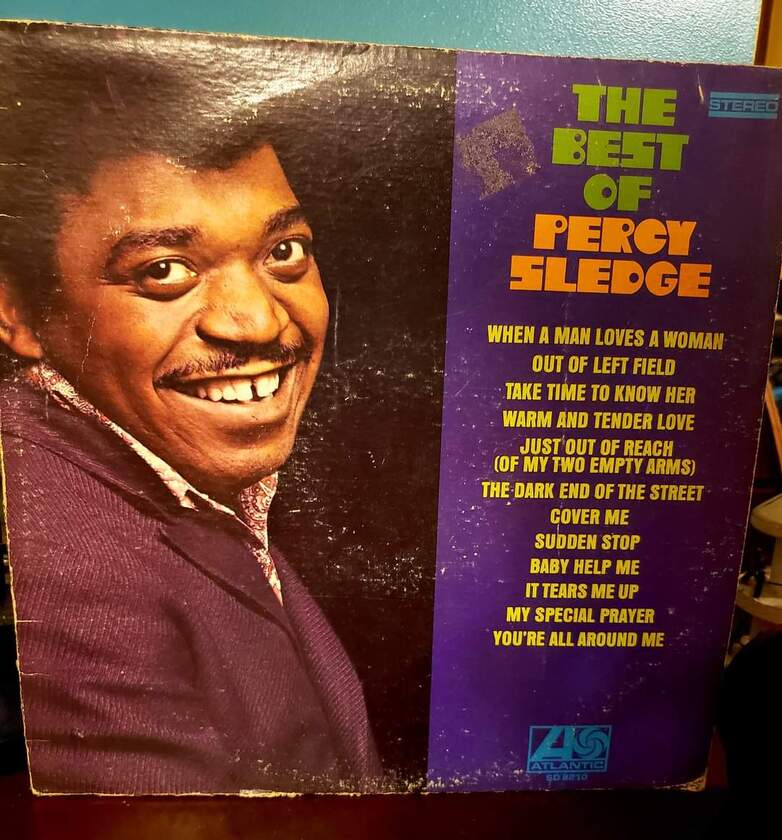 STEREO
THE
BEST
OF
PERCY
SLEDGE
WHEN A MAN LOVES A WOMAN
OUT OF LEFT FIELD
TAKE TIME TO KNOW HER
WARM AND TENDER LOVE
JUST OUT OF REACH
(OF MY TWO EMPTY ARMS)
THE DARK END OF THE STREET
COVER ME
SUDDEN STOP
BABY HELP ME
IT TEARS ME UP
MY SPECIAL PRAYER
YOU'RE ALL AROUND ME
ATLANTIC
SD 8210